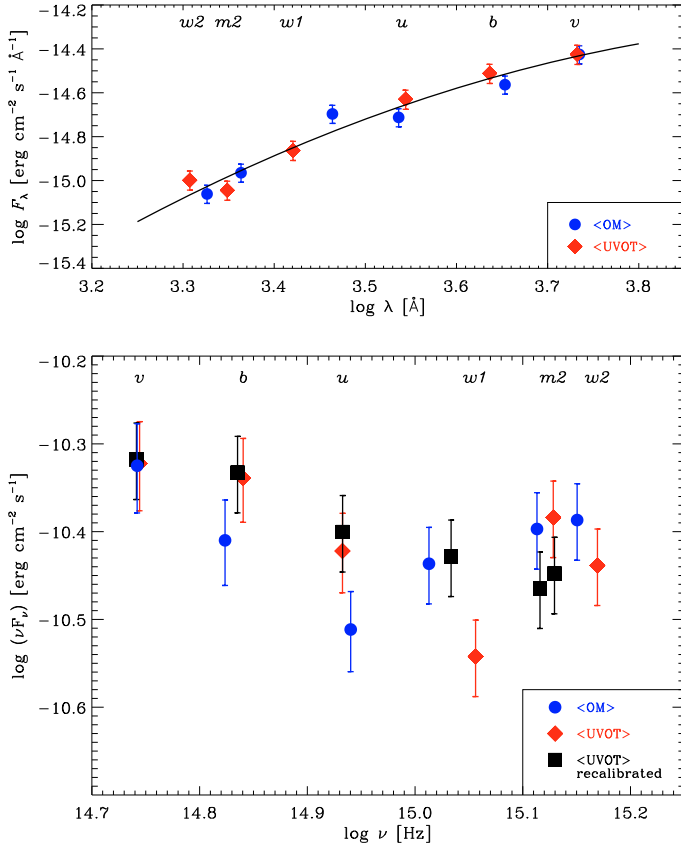 w2 m2 w1 u b v
−14.2
−14.4
−14.6
−14.8
−15.0
−15.2
−15.4
log F_λ [erg cm⁻² s⁻¹ Å⁻¹]
<OM>
<UVOT>
3.2 3.3 3.4 3.5 3.6 3.7 3.8
log λ [Å]
v b u w1 m2 w2
−10.2
−10.3
−10.4
−10.5
−10.6
log (νF_ν) [erg cm⁻² s⁻¹]
<OM>
<UVOT>
<UVOT>
recalibrated
14.7 14.8 14.9 15.0 15.1 15.2
log ν [Hz]